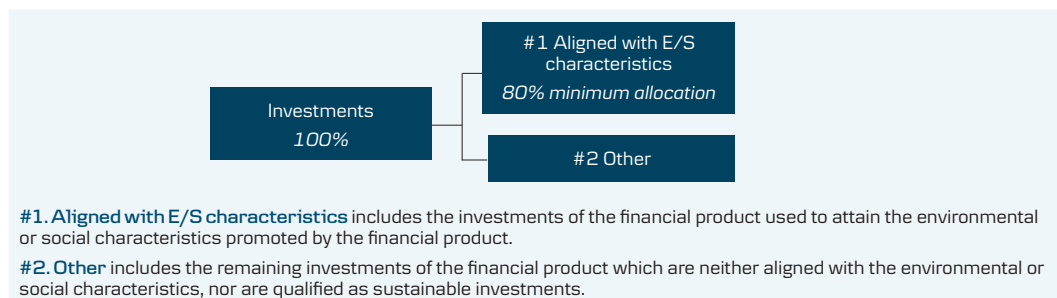 #1 Aligned with E/S
characteristics
80% minimum allocation
Investments
100%
#2 Other
#1. Aligned with E/S characteristics includes the investments of the financial product used to attain the environmental
or social characteristics promoted by the financial product.
#2. Other includes the remaining investments of the financial product which are neither aligned with the environmental or
social characteristics, nor are qualified as sustainable investments.